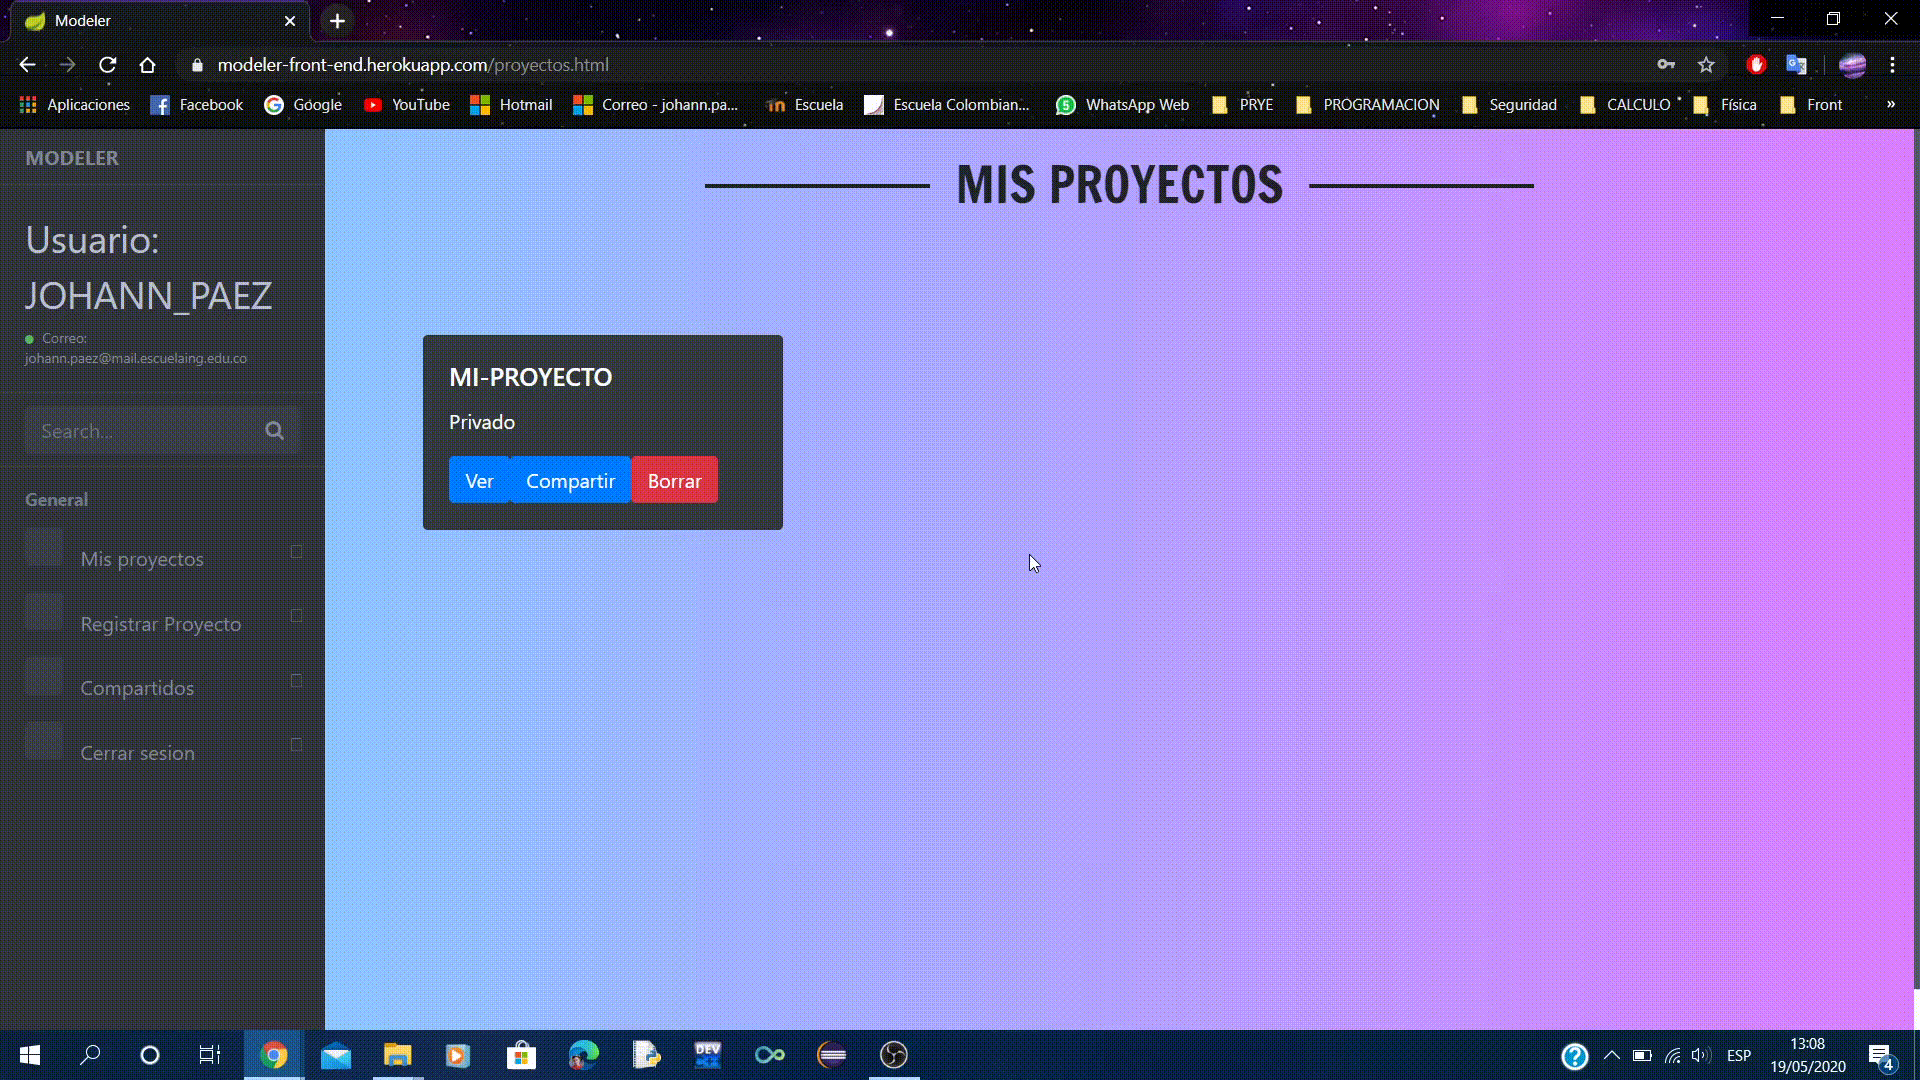 Modeler
modeler-front-end.herokuapp.com/proyectos.html
Aplicaciones Facebook Góogle YouTube Hotmail Correo - johann.pa... Escuela Escuela Colombian... WhatsApp Web PRYE PROGRAMACION Seguridad CALCULO Física Front »
MODELER
Usuario:
JOHANN_PAEZ
Correo:
johann.paez@mail.escuelaing.edu.co
Search...
General
Mis proyectos
Registrar Proyecto
Compartidos
Cerrar sesion
MIS PROYECTOS
MI-PROYECTO
Privado
Ver Compartir Borrar
DEV
ESP
13:08
19/05/2020
4